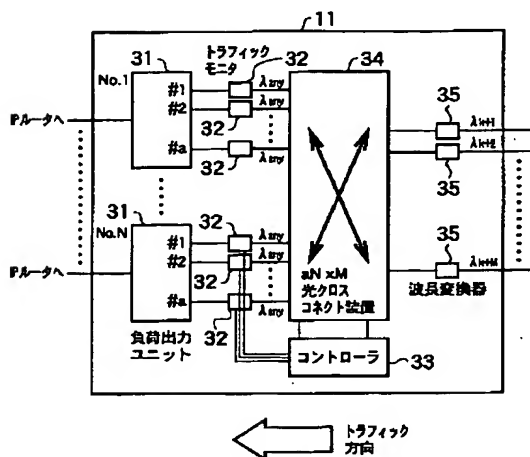 11
31
トラフィック
モニタ
32
34
No.1
#1
λany
#2
32
λany
#a
32
λany
IPルータへ
35
λk+1
λk+2
35
31
No.N
#1
32
λany
#2
32
λany
#a
32
λany
IPルータへ
35
λk+M
波長変換器
aN×M
光クロス
コネクト装置
負荷出力
ユニット
コントローラ
33
トラフィック
方向